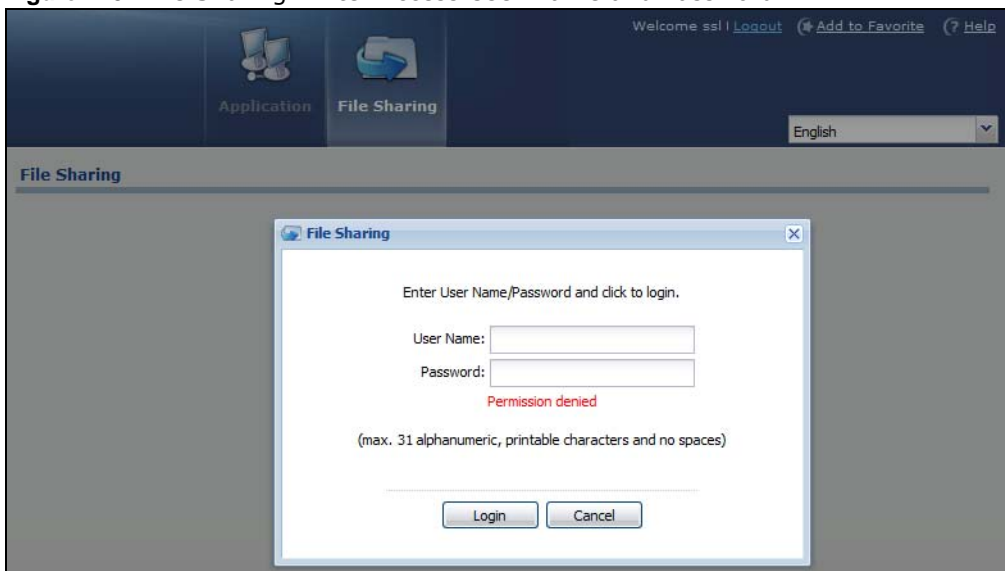 Welcome ssl | Logout Add to Favorite ? Help
Application
File Sharing
English
File Sharing
File Sharing
Enter User Name/Password and click to login.
User Name:
Password:
Permission denied
(max. 31 alphanumeric, printable characters and no spaces)
Login
Cancel